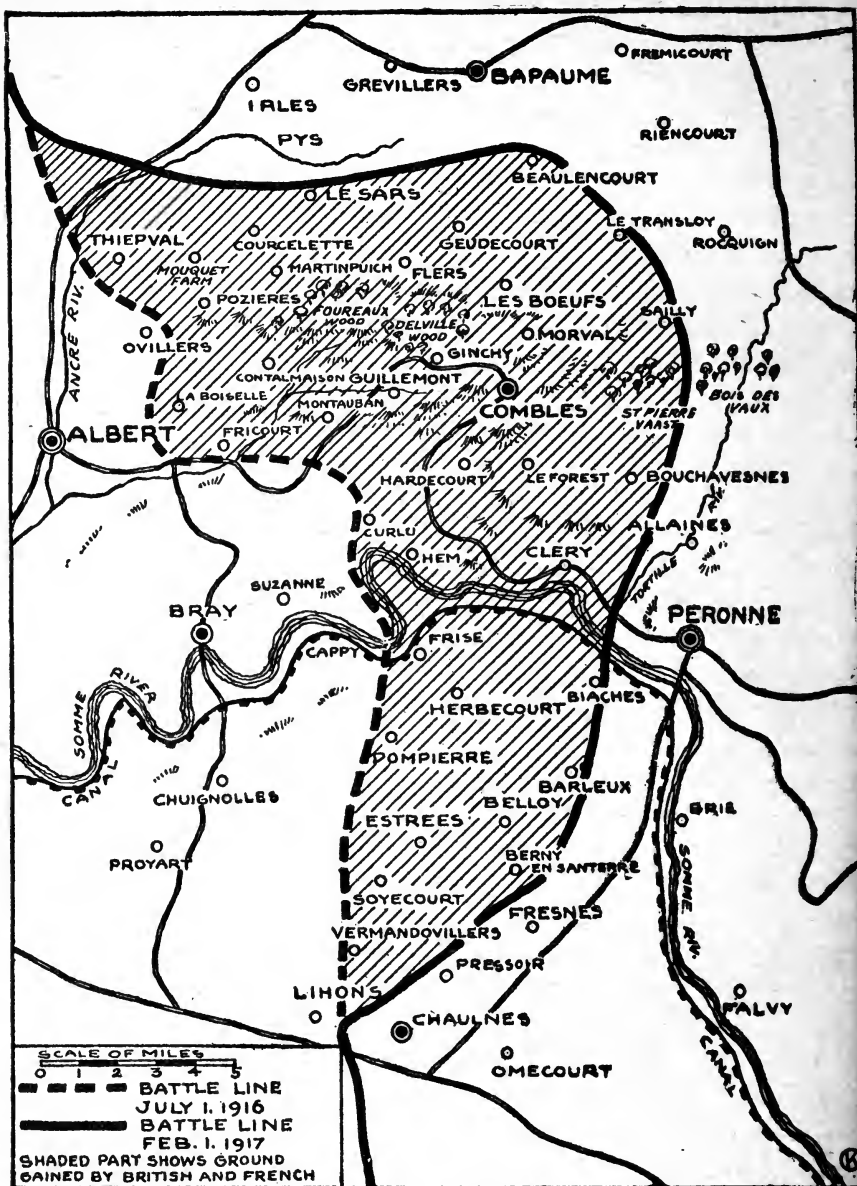 FREMICOURT
GREVILLERS
BAPAUME
IRLES
RIENCOURT
PYS
BEAULENCOURT
LE SARS
LE TRANSLOY
ROCQUIGN
THIEPVAL
COURCELETTE
GEUDECOURT
MOUQUET
FARM
MARTINPUICH
FLERS
ANCRE RIV.
POZIERES
FOUREAUX
WOOD
DELVILLE
WOOD
LES BOEUFS
SAILLY
OVILLERS
MORVAL
GINCHY
CONTALMAISON
GUILLEMONT
COMBLES
ST PIERRE
VAAST
BOIS DES
VAUX
LA BOISELLE
MONTAUBAN
ALBERT
FRICOURT
HARDECOURT
LE FOREST
BOUCHAVESNES
CURLU
ALLAINES
HEM
CLERY
TORTILLE
RIV.
SUZANNE
BRAY
PERONNE
CAPPY
FRISE
SOMME RIVER
CANAL
HERBECOURT
BIACHES
DOMPIERRE
CHUIGNOLLES
BARLEUX
BELLOY
BRIE
ESTREES
PROYART
BERNY
EN SANTERRE
SOMME RIV.
SOYECOURT
FRESNES
VERMANDOVILLERS
PRESSOIR
LIHONS
FALVY
CHAULNES
OMECOURT
CANAL
SCALE OF MILES
0 1 2 3 4 5
BATTLE LINE
JULY 1. 1916
BATTLE LINE
FEB. 1. 1917
SHADED PART SHOWS GROUND
GAINED BY BRITISH AND FRENCH